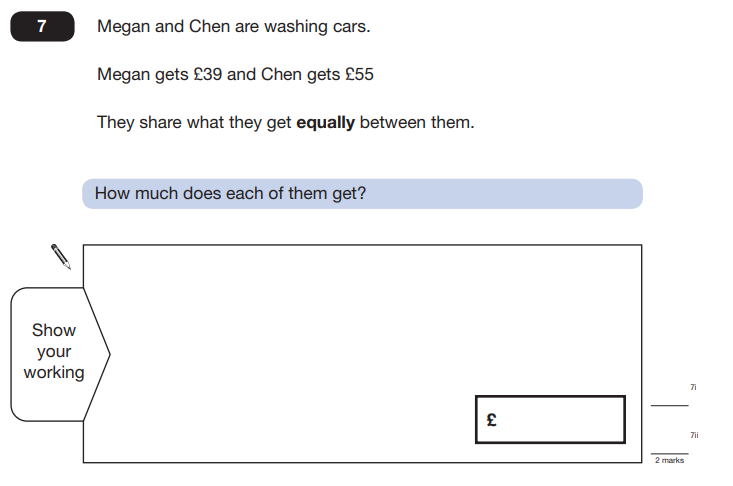 7
Megan and Chen are washing cars.
Megan gets £39 and Chen gets £55
They share what they get equally between them.
How much does each of them get?
Show
your
working
£
7i
7ii
2 marks